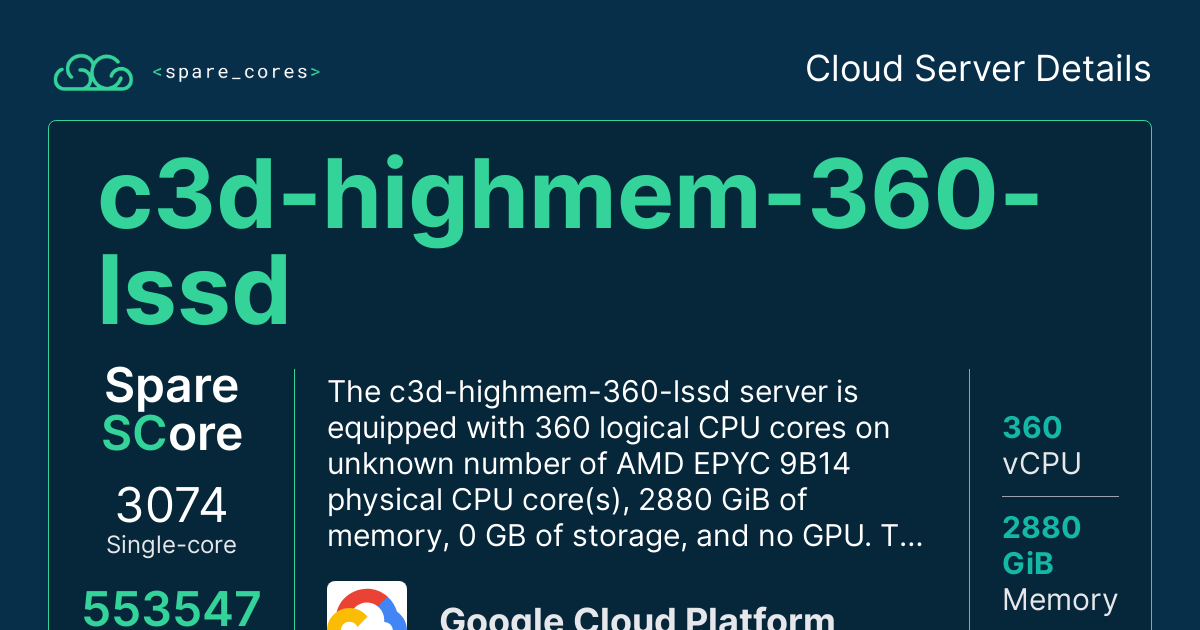 <spare_cores>
Cloud Server Details
c3d-highmem-360-
lssd
Spare
SCore
3074
Single-core
553547
The c3d-highmem-360-lssd server is
equipped with 360 logical CPU cores on
unknown number of AMD EPYC 9B14
physical CPU core(s), 2880 GiB of
memory, 0 GB of storage, and no GPU. T...
Google Cloud Platform
360
vCPU
2880
GiB
Memory